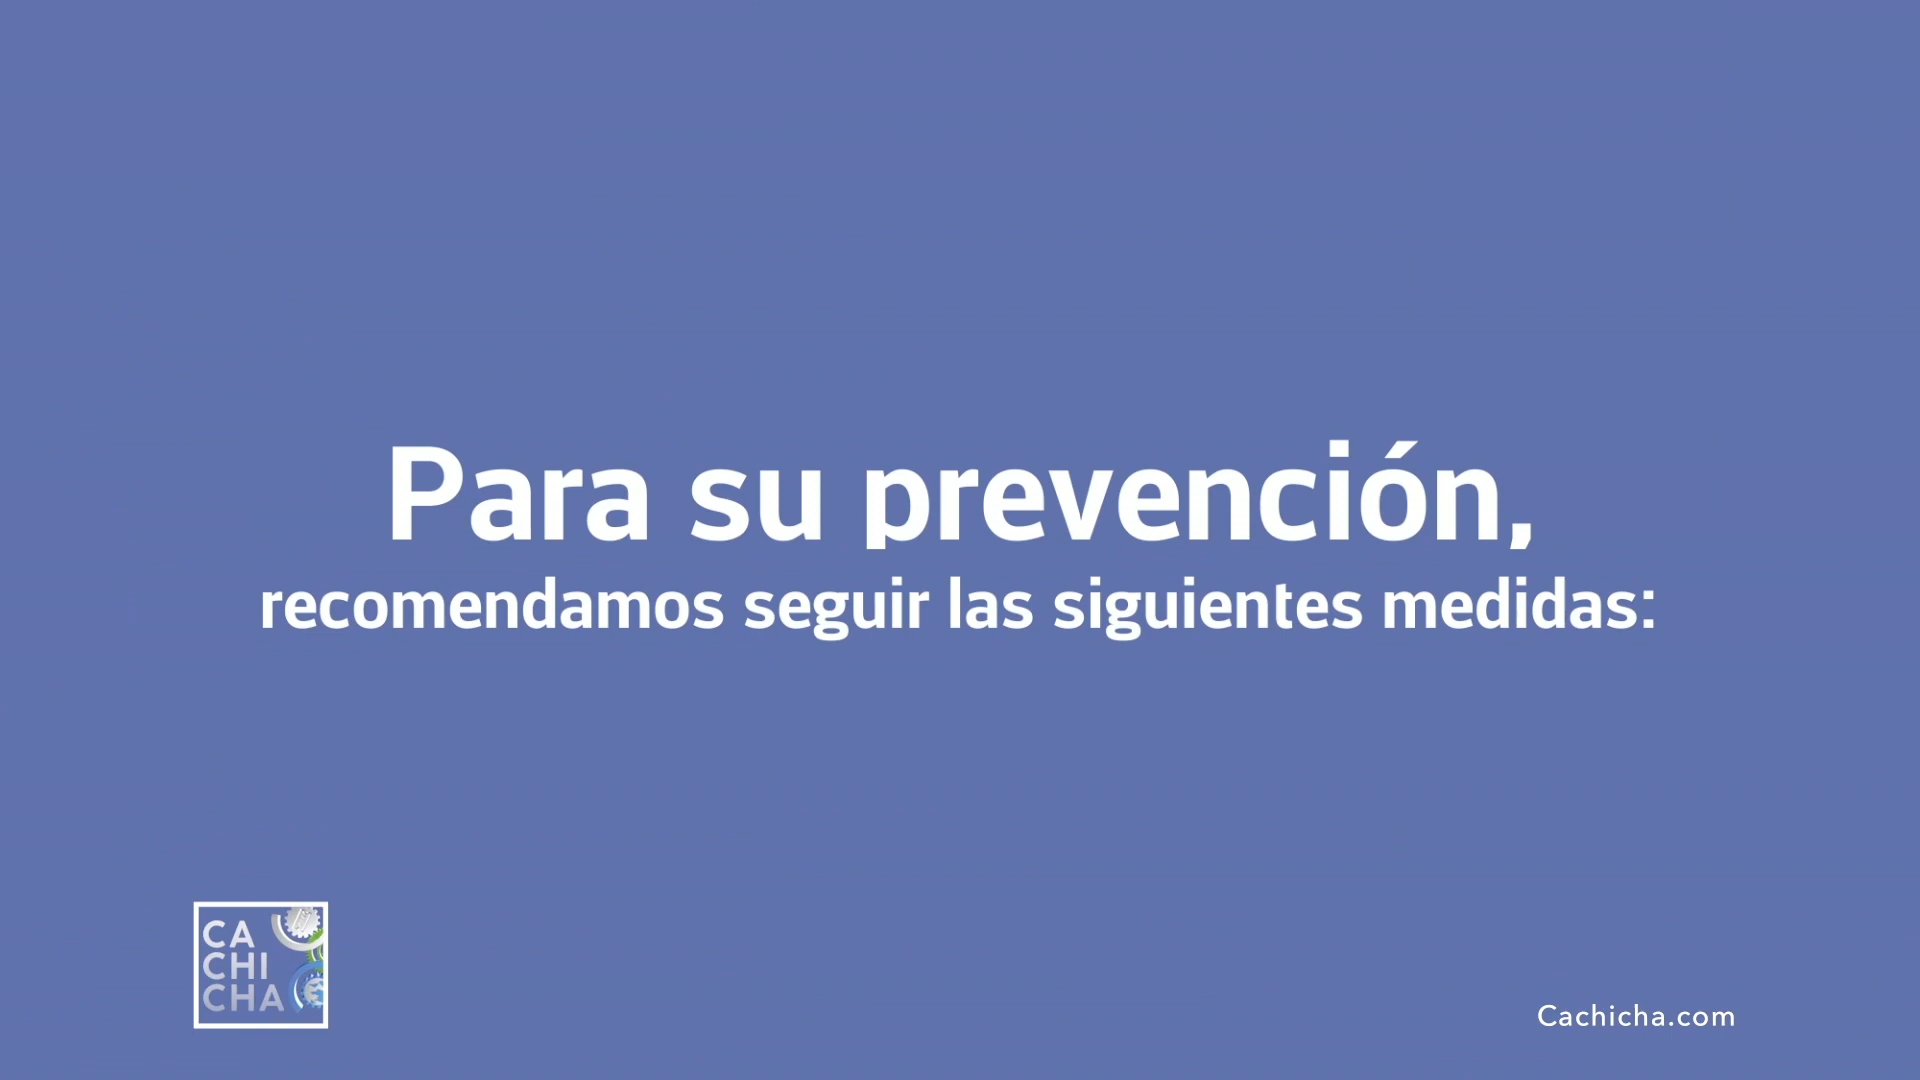 Para su prevención,
recomendamos seguir las siguientes medidas:
CA
CHI
CHA
Cachicha.com